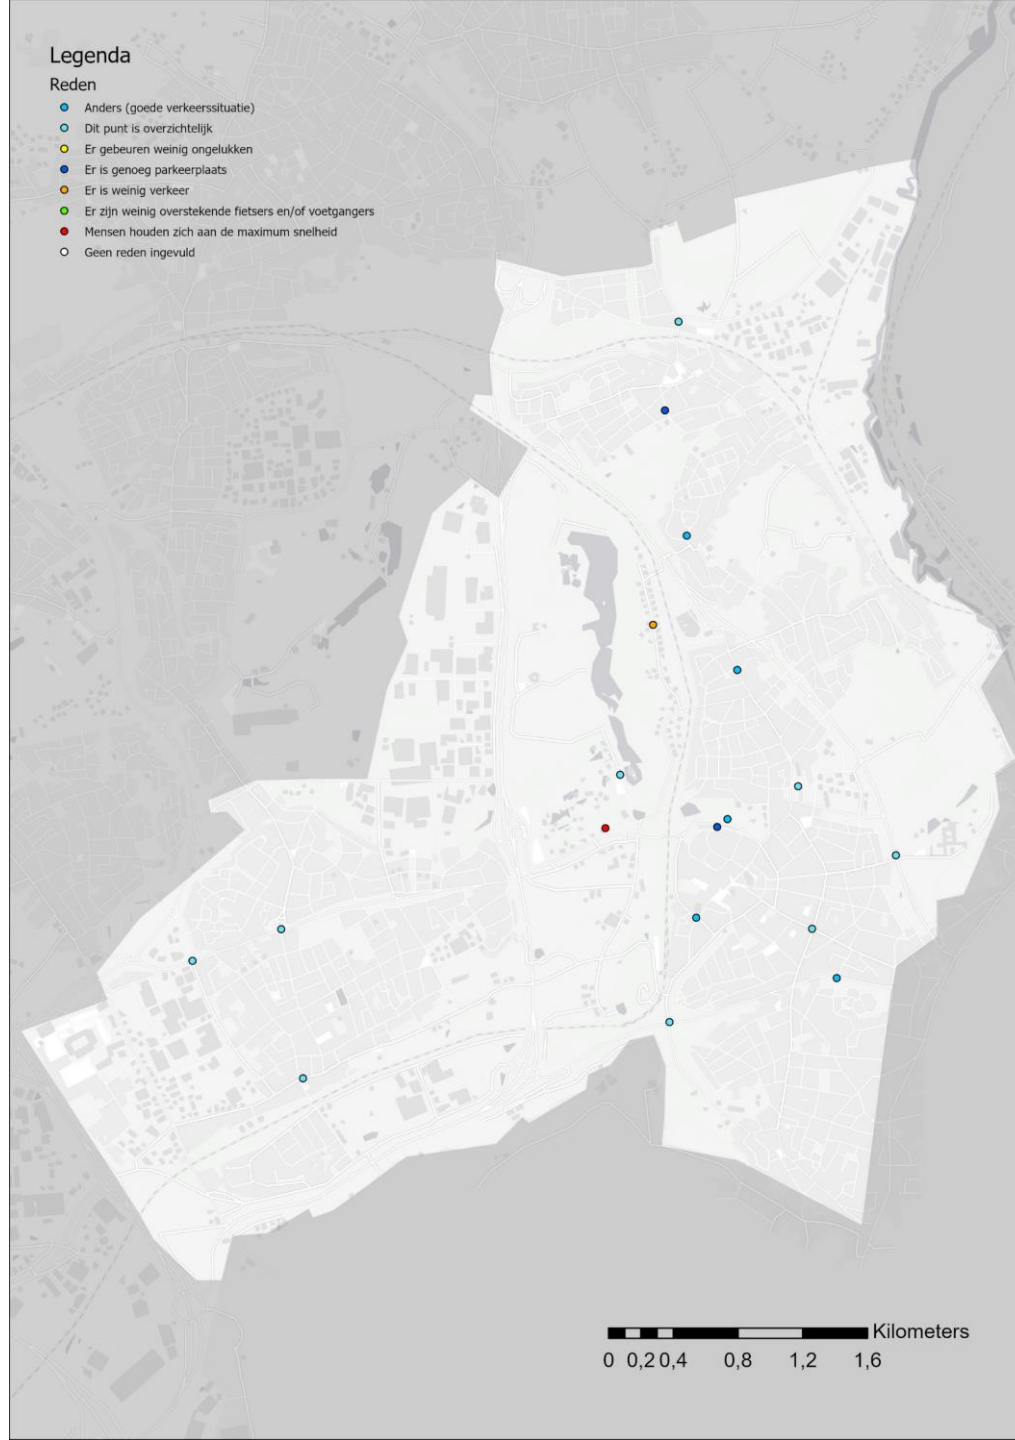 Legenda
Reden
Anders (goede verkeerssituatie)
Dit punt is overzichtelijk
Er gebeuren weinig ongelukken
Er is genoeg parkeerplaats
Er is weinig verkeer
Er zijn weinig overstekende fietsers en/of voetgangers
Mensen houden zich aan de maximum snelheid
Geen reden ingevuld
Kilometers
0 0,2 0,4 0,8 1,2 1,6